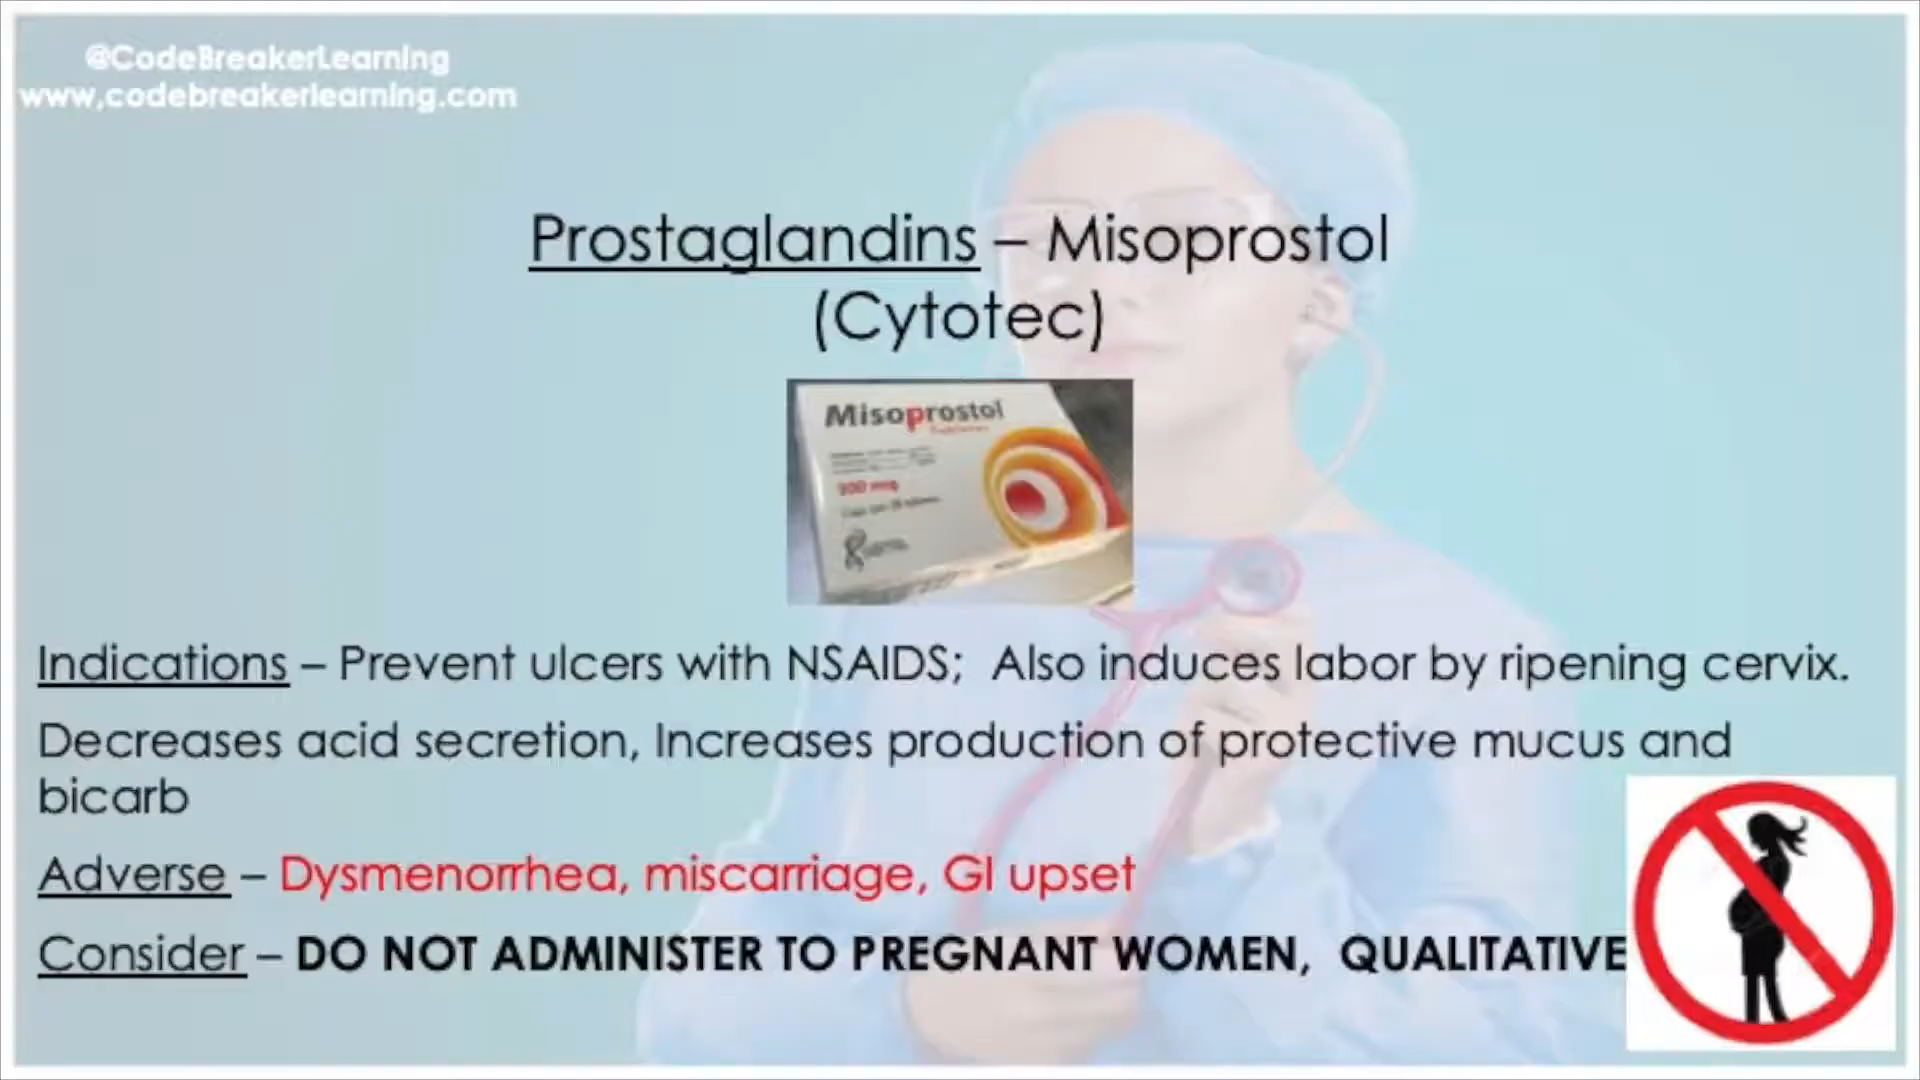 @CodeBreakerLearning
www.codebreakerlearning.com
Prostaglandins – Misoprostol
(Cytotec)
Misoprostol
Indications – Prevent ulcers with NSAIDS; Also induces labor by ripening cervix.
Decreases acid secretion, Increases production of protective mucus and
bicarb
Adverse – Dysmenorrhea, miscarriage, GI upset
Consider – DO NOT ADMINISTER TO PREGNANT WOMEN, QUALITATIVE